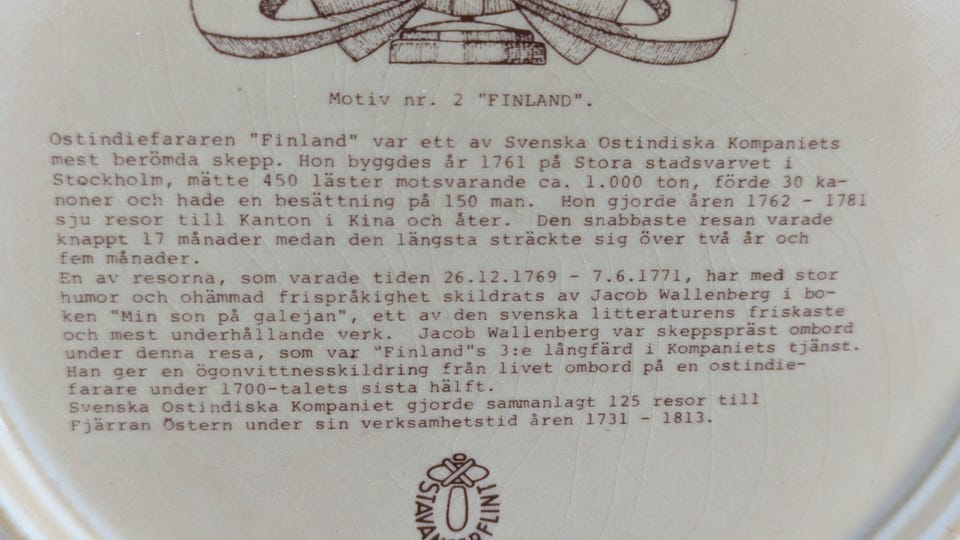 Motiv nr. 2 "FINLAND".
Ostindiefararen "Finland" var ett av Svenska Ostindiska Kompaniets
mest berömda skepp. Hon byggdes år 1761 på Stora stadsvarvet i
Stockholm, mätte 450 läster motsvarande ca. 1.000 ton, förde 30 ka-
noner och hade en besättning på 150 man. Hon gjorde åren 1762 - 1781
sju resor till Kanton i Kina och åter. Den snabbaste resan varade
knappt 17 månader medan den längsta sträckte sig över två år och
fem månader.
En av resorna, som varade tiden 26.12.1769 - 7.6.1771, har med stor
humor och ohämmad frispråkighet skildrats av Jacob Wallenberg i bo-
ken "Min son på galejan", ett av den svenska litteraturens friskaste
och mest underhållande verk. Jacob Wallenberg var skeppspräst ombord
under denna resa, som var "Finland"s 3:e långfärd i Kompaniets tjänst.
Han ger en ögonvittnesskildring från livet ombord på en ostindie-
farare under 1700-talets sista hälft.
Svenska Ostindiska Kompaniet gjorde sammanlagt 125 resor till
Fjärran Östern under sin verksamhetstid åren 1731 - 1813.